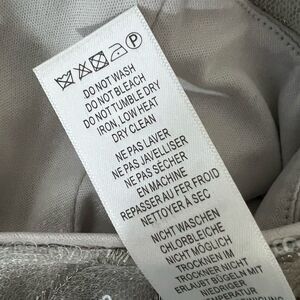 P
DO NOT WASH
DO NOT BLEACH
DO NOT TUMBLE DRY
IRON, LOW HEAT
DRY CLEAN
NE PAS LAVER
NE PAS JAVELLISER
NE PAS SÉCHER
EN MACHINE
REPASSER AU FER FROID
NETTOYER À SEC
NICHT WASCHEN
CHLORBLEICHE
NICHT MÖGLICH
TROCKNEN IM
TROCKNER NICHT
ERLAUBT BÜGELN MIT
NIEDRIGER